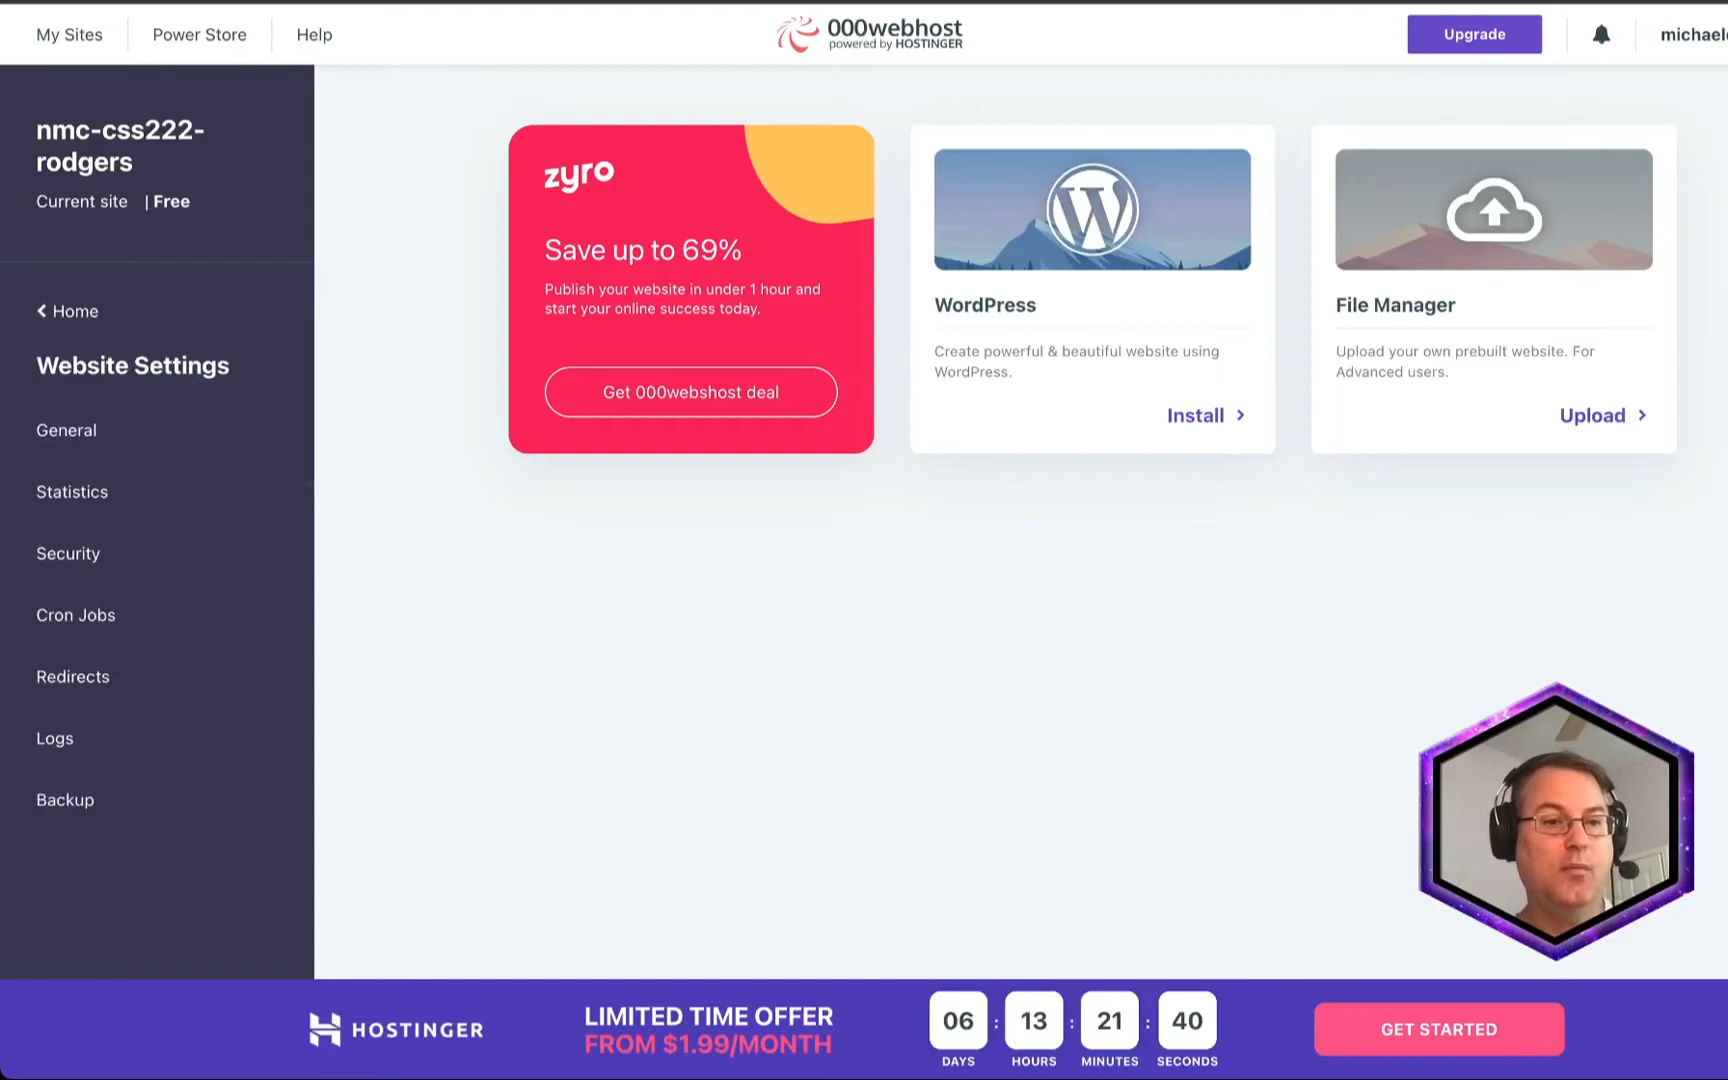 My Sites
Power Store
Help
000webhost
powered by HOSTINGER
Upgrade
nmc-css222-
rodgers
Current site | Free
Home
Website Settings
General
Statistics
Security
Cron Jobs
Redirects
Logs
Backup
zyro
Save up to 69%
Publish your website in under 1 hour and
start your online success today.
Get 000webshost deal
WordPress
Create powerful & beautiful website using
WordPress.
Install
File Manager
Upload your own prebuilt website. For
Advanced users.
Upload
HOSTINGER
LIMITED TIME OFFER
FROM $1.99/MONTH
06 : 13 : 21 : 40
DAYS HOURS MINUTES SECONDS
GET STARTED